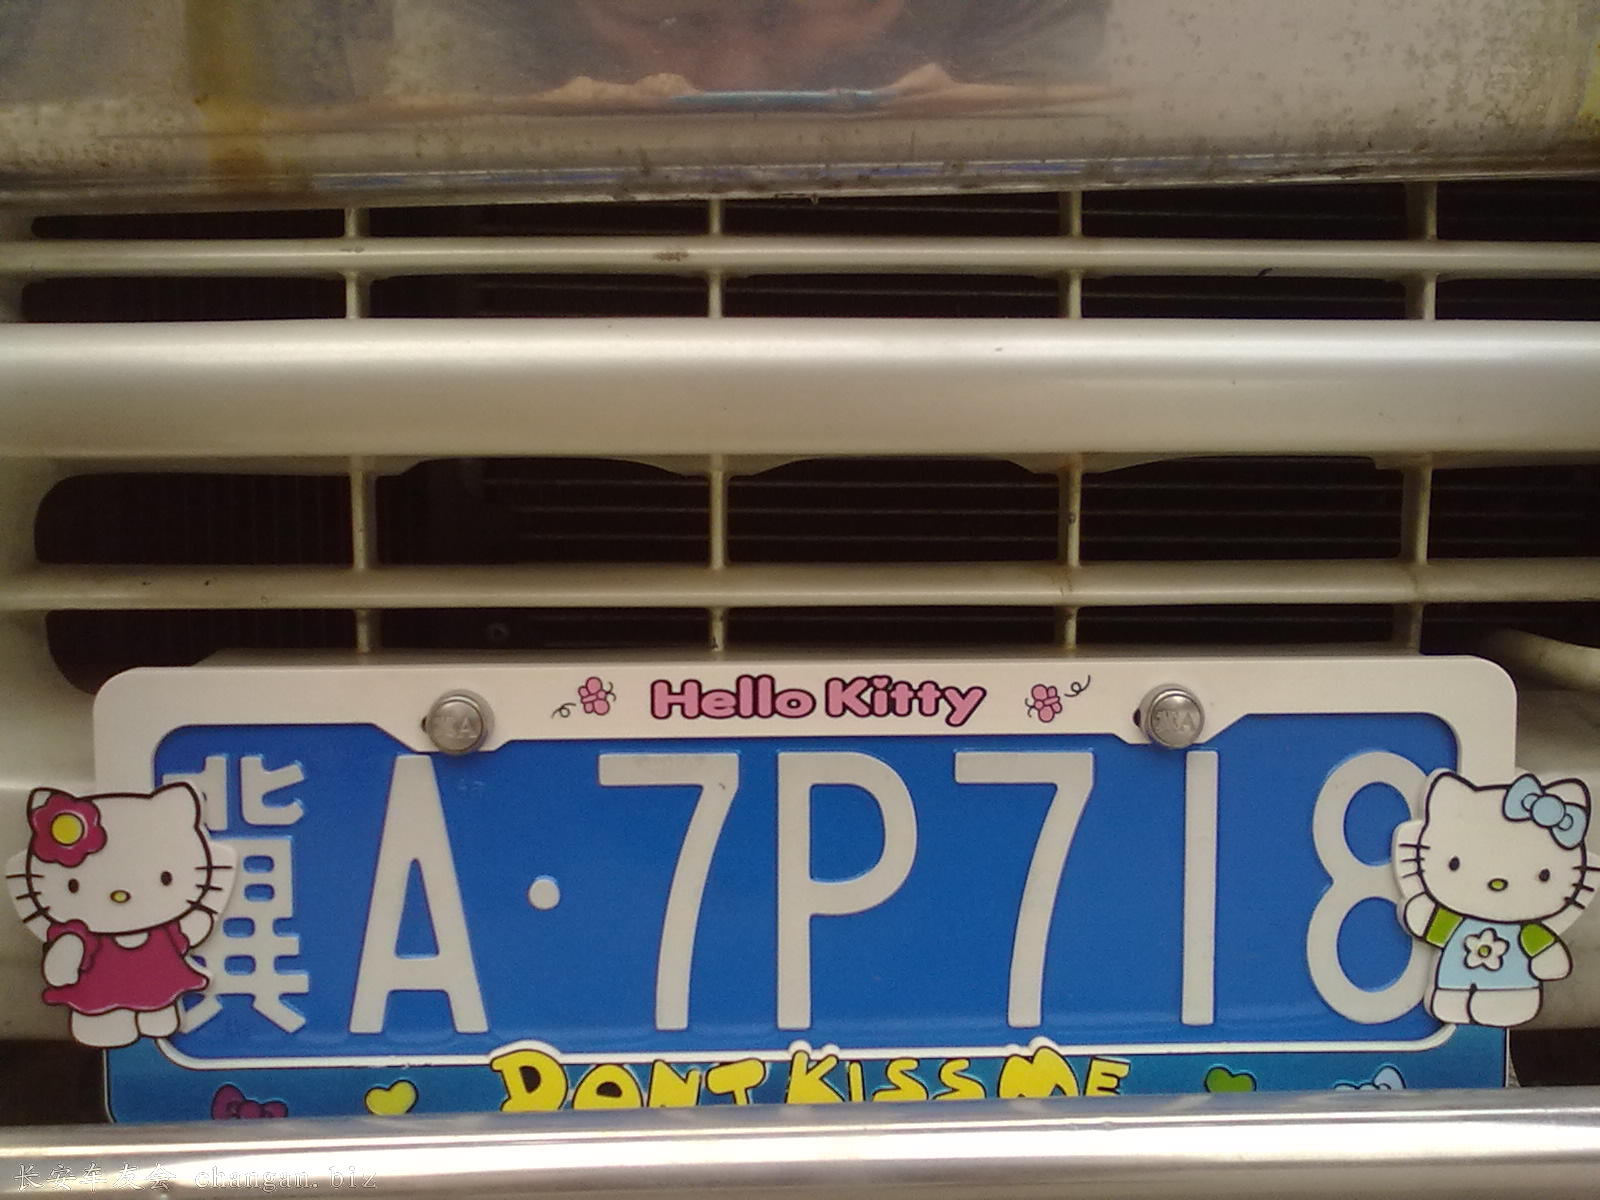 Hello Kitty
冀A·7P718
DONT KISS ME
长安车友会 changan.biz